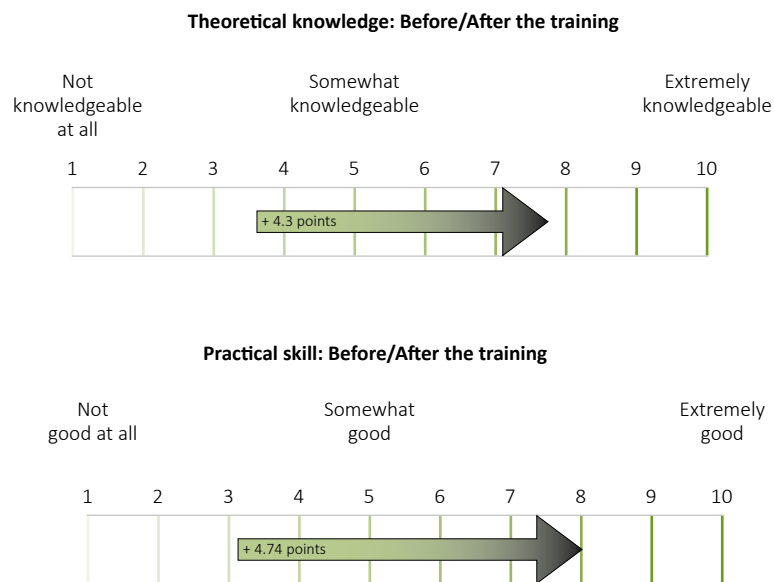 Theoretical knowledge: Before/After the training
Not Somewhat Extremely
knowledgeable knowledgeable knowledgeable
at all
1 2 3 4 5 6 7 8 9 10
+ 4.3 points
Practical skill: Before/After the training
Not Somewhat Extremely
good at all good good
1 2 3 4 5 6 7 8 9 10
+ 4.74 points